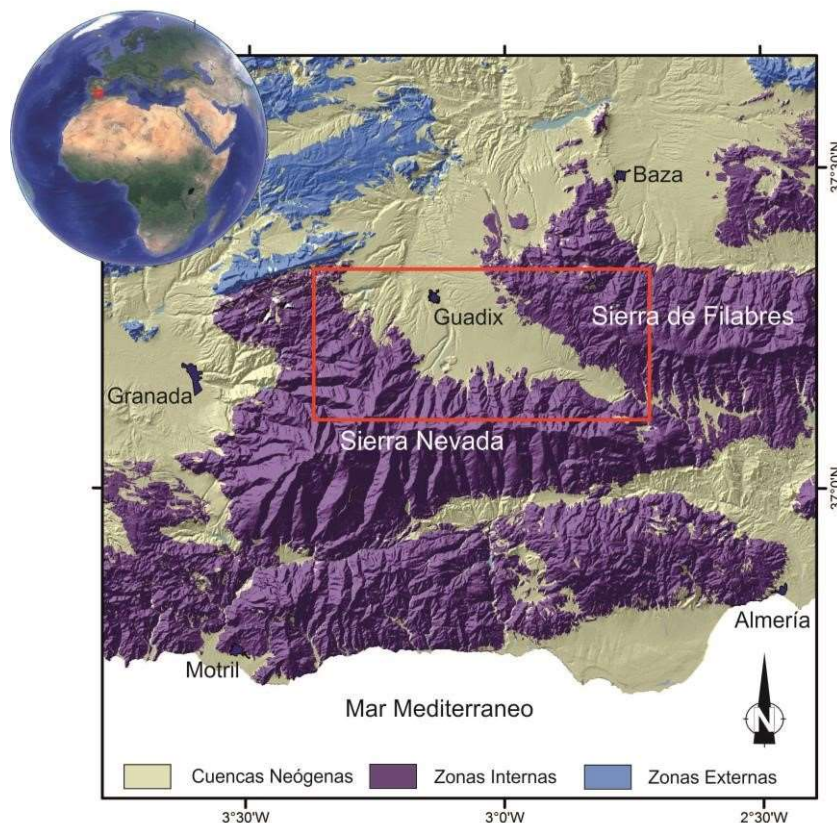 Baza
37°30'N
Guadix
Sierra de Filabres
Granada
Sierra Nevada
37°0'N
Almería
Motril
Mar Mediterraneo
N
Cuencas Neógenas
Zonas Internas
Zonas Externas
3°30'W
3°0'W
2°30'W